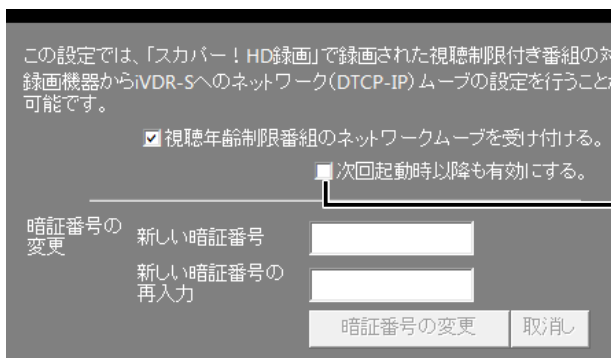 この設定では、「スカパー！HD録画」で録画された視聴制限付き番組の対
録画機器からiVDR-Sへのネットワーク(DTCP-IP)ムーブの設定を行うこと
可能です。
視聴年齢制限番組のネットワークムーブを受け付ける。
次回起動時以降も有効にする。
暗証番号の
変更
新しい暗証番号
新しい暗証番号の
再入力
暗証番号の変更
取消し